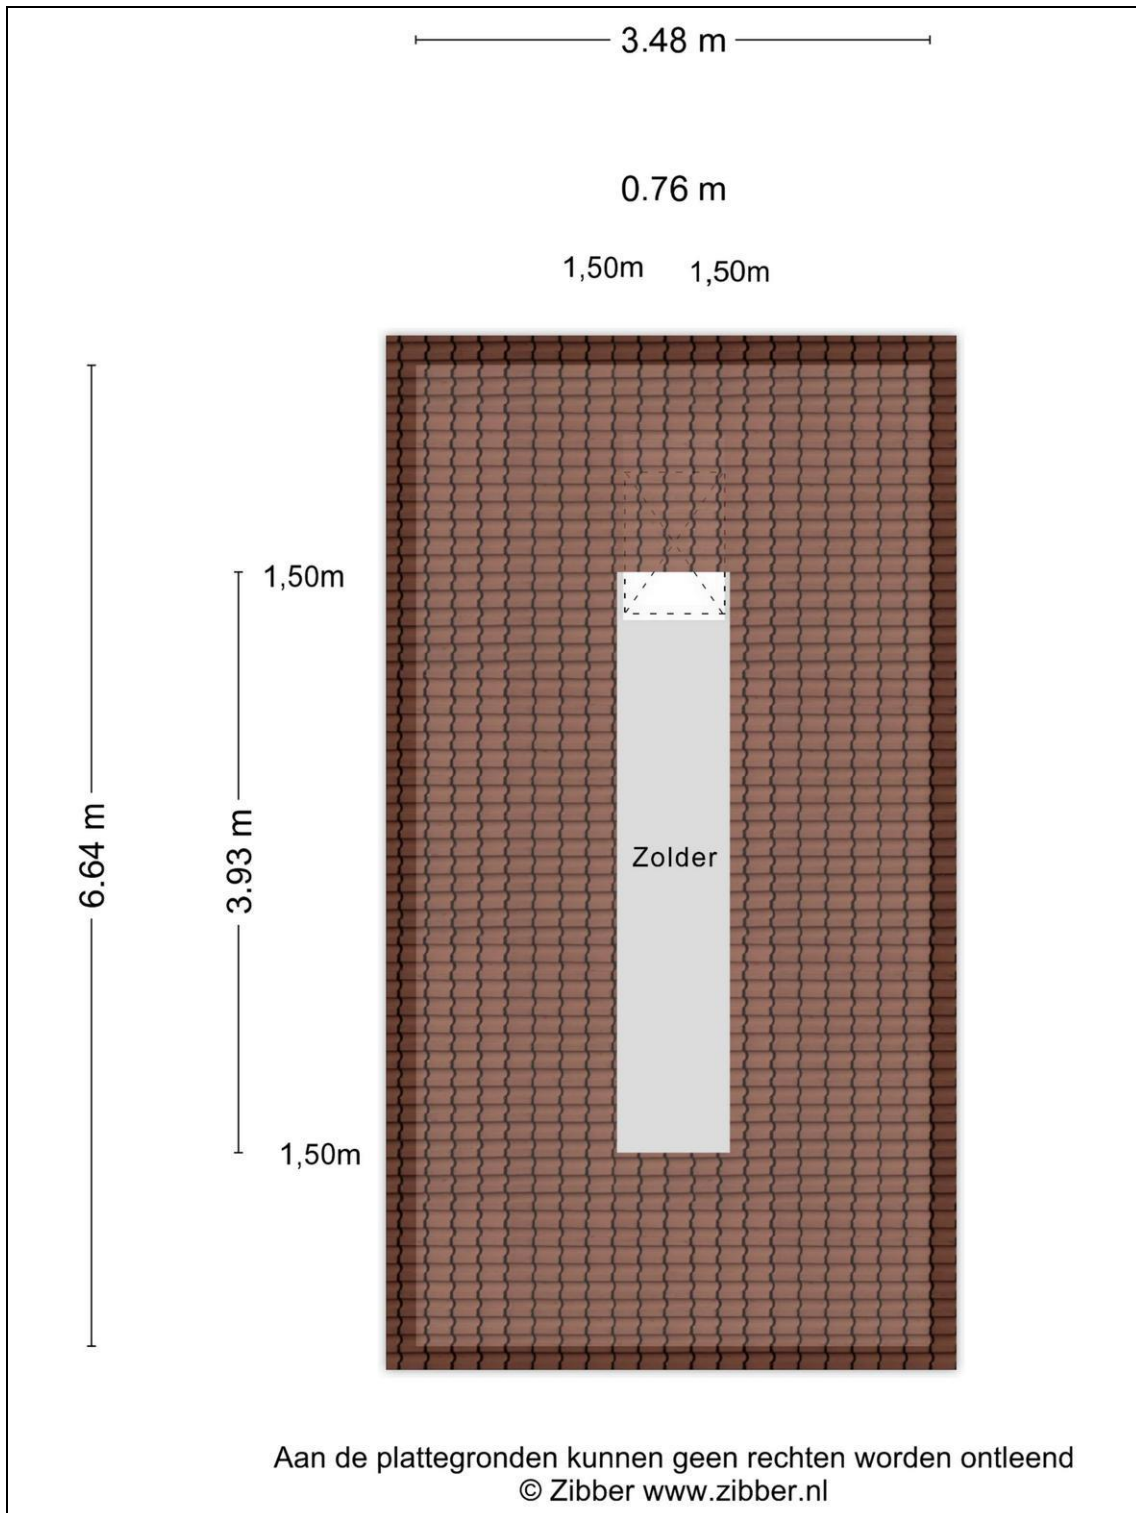 3.48 m
0.76 m
1,50m 1,50m
1,50m
6.64 m
3.93 m
Zolder
1,50m
Aan de plattegronden kunnen geen rechten worden ontleend
© Zibber www.zibber.nl